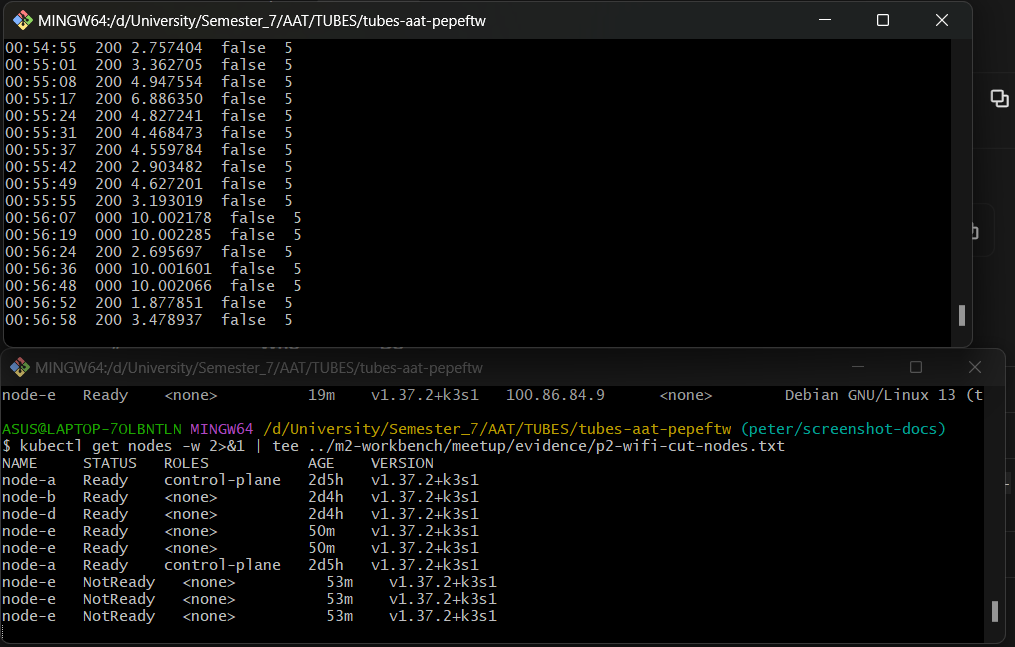 MINGW64:/d/University/Semester_7/AAT/TUBES/tubes-aat-pepeftw
00:54:55  200 2.757404  false  5
00:55:01  200 3.362705  false  5
00:55:08  200 4.947554  false  5
00:55:17  200 6.886350  false  5
00:55:24  200 4.827241  false  5
00:55:31  200 4.468473  false  5
00:55:37  200 4.559784  false  5
00:55:42  200 2.903482  false  5
00:55:49  200 4.627201  false  5
00:55:55  200 3.193019  false  5
00:56:07  000 10.002178  false  5
00:56:19  000 10.002285  false  5
00:56:24  200 2.695697  false  5
00:56:36  000 10.001601  false  5
00:56:48  000 10.002066  false  5
00:56:52  200 1.877851  false  5
00:56:58  200 3.478937  false  5
MINGW64:/d/University/Semester_7/AAT/TUBES/tubes-aat-pepeftw
node-e   Ready    <none>          19m    v1.37.2+k3s1   100.86.84.9      <none>        Debian GNU/Linux 13 (t
ASUS@LAPTOP-7OLBNTLN MINGW64 /d/University/Semester_7/AAT/TUBES/tubes-aat-pepeftw (peter/screenshot-docs)
$ kubectl get nodes -w 2>&1 | tee ../m2-workbench/meetup/evidence/p2-wifi-cut-nodes.txt
NAME     STATUS   ROLES           AGE    VERSION
node-a   Ready    control-plane   2d5h   v1.37.2+k3s1
node-b   Ready    <none>          2d4h   v1.37.2+k3s1
node-d   Ready    <none>          2d4h   v1.37.2+k3s1
node-e   Ready    <none>          50m    v1.37.2+k3s1
node-e   Ready    <none>          50m    v1.37.2+k3s1
node-a   Ready    control-plane   2d5h   v1.37.2+k3s1
node-e   NotReady   <none>          53m    v1.37.2+k3s1
node-e   NotReady   <none>          53m    v1.37.2+k3s1
node-e   NotReady   <none>          53m    v1.37.2+k3s1